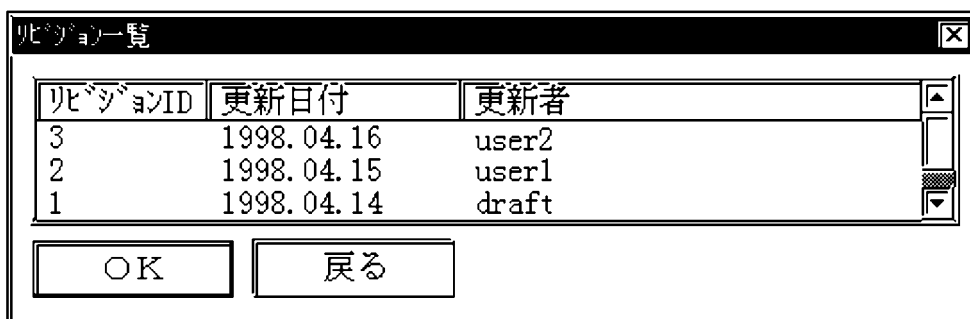 ﾘﾋﾞｼﾞｮﾝ一覧
ﾘﾋﾞｼﾞｮﾝID 更新日付 更新者
3 1998.04.16 user2
2 1998.04.15 user1
1 1998.04.14 draft
OK 戻る